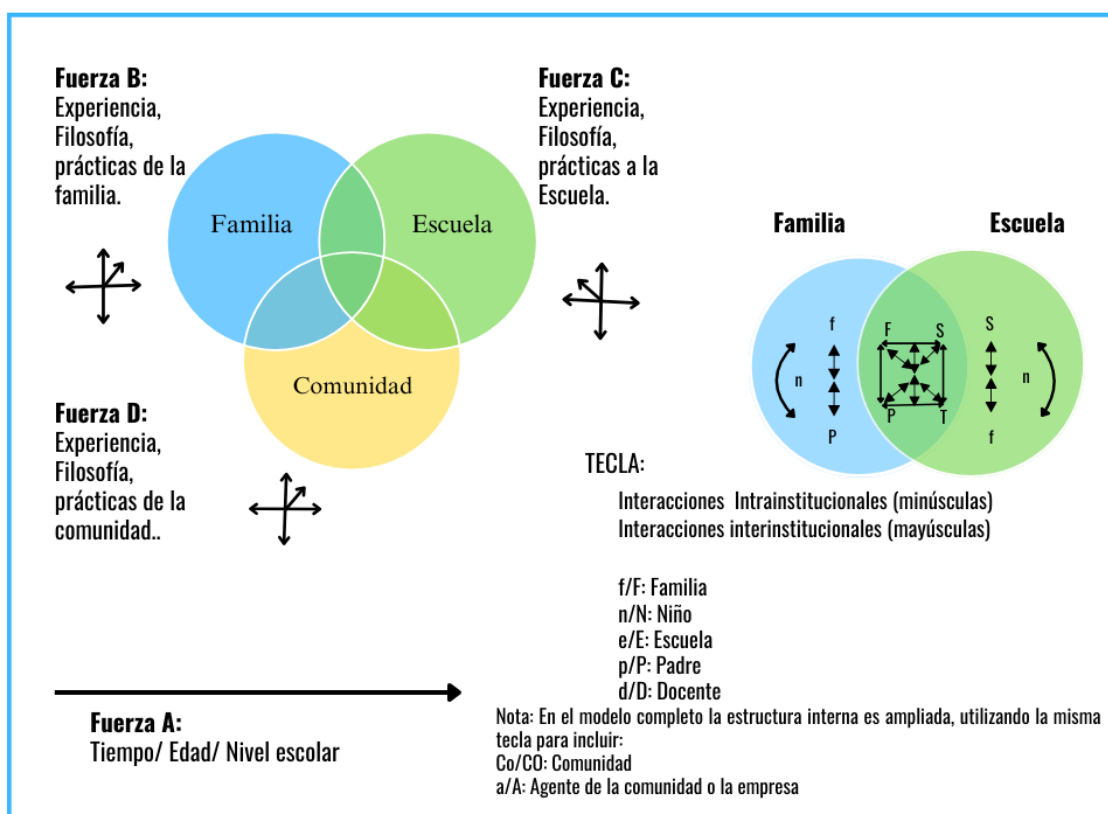 Fuerza B:
Experiencia,
Filosofía,
prácticas de la
familia.
Fuerza C:
Experiencia,
Filosofía,
prácticas a la
Escuela.
Familia
Escuela
Comunidad
Fuerza D:
Experiencia,
Filosofía,
prácticas de la
comunidad..
Familia
Escuela
f
n
P
F
S
P
T
S
n
f
TECLA:
Interacciones Intrainstitucionales (minúsculas)
Interacciones interinstitucionales (mayúsculas)
f/F: Familia
n/N: Niño
e/E: Escuela
p/P: Padre
d/D: Docente
Fuerza A:
Tiempo/ Edad/ Nivel escolar
Nota: En el modelo completo la estructura interna es ampliada, utilizando la misma
tecla para incluir:
Co/CO: Comunidad
a/A: Agente de la comunidad o la empresa